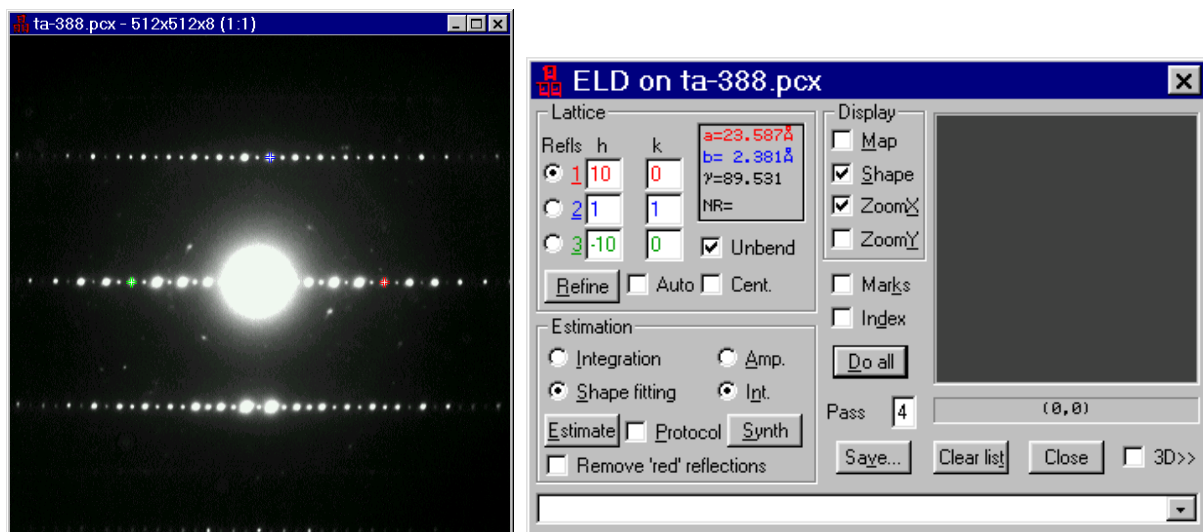 ta-388.pcx - 512x512x8 (1:1)
ELD on ta-388.pcx
Lattice
Refls h k
1 10 0
2 1 1
3 -10 0
a=23.587Å
b= 2.381Å
γ=89.531
NR=
Unbend
Refine Auto Cent.
Estimation
Integration Amp.
Shape fitting Int.
Estimate Protocol Synth
Remove 'red' reflections
Display
Map
Shape
ZoomX
ZoomY
Marks
Index
Do all
Pass 4 (0,0)
Save... Clear list Close 3D>>